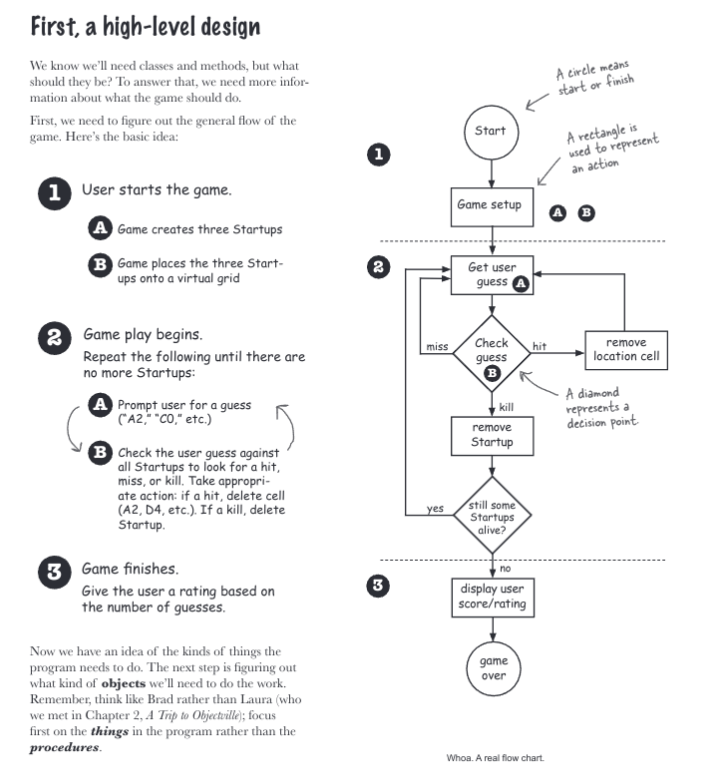 First, a high-level design
We know we'll need classes and methods, but what
should they be? To answer that, we need more infor-
mation about what the game should do.
First, we need to figure out the general flow of the
game. Here's the basic idea:
1 User starts the game.
A Game creates three Startups
B Game places the three Start-
ups onto a virtual grid
2 Game play begins.
Repeat the following until there are
no more Startups:
A Prompt user for a guess
("A2," "C0," etc.)
B Check the user guess against
all Startups to look for a hit,
miss, or kill. Take appropri-
ate action: if a hit, delete cell
(A2, D4, etc.). If a kill, delete
Startup.
3 Game finishes.
Give the user a rating based on
the number of guesses.
Now we have an idea of the kinds of things the
program needs to do. The next step is figuring out
what kind of objects we'll need to do the work.
Remember, think like Brad rather than Laura (who
we met in Chapter 2, A Trip to Objectville); focus
first on the things in the program rather than the
procedures.
A circle means
start or finish
Start
1
A rectangle is
used to represent
an action
Game setup
A B
2
Get user
guess A
miss
Check
guess
B
hit
remove
location cell
A diamond
represents a
decision point.
kill
remove
Startup
yes
still some
Startups
alive?
no
3
display user
score/rating
game
over
Whoa. A real flow chart.